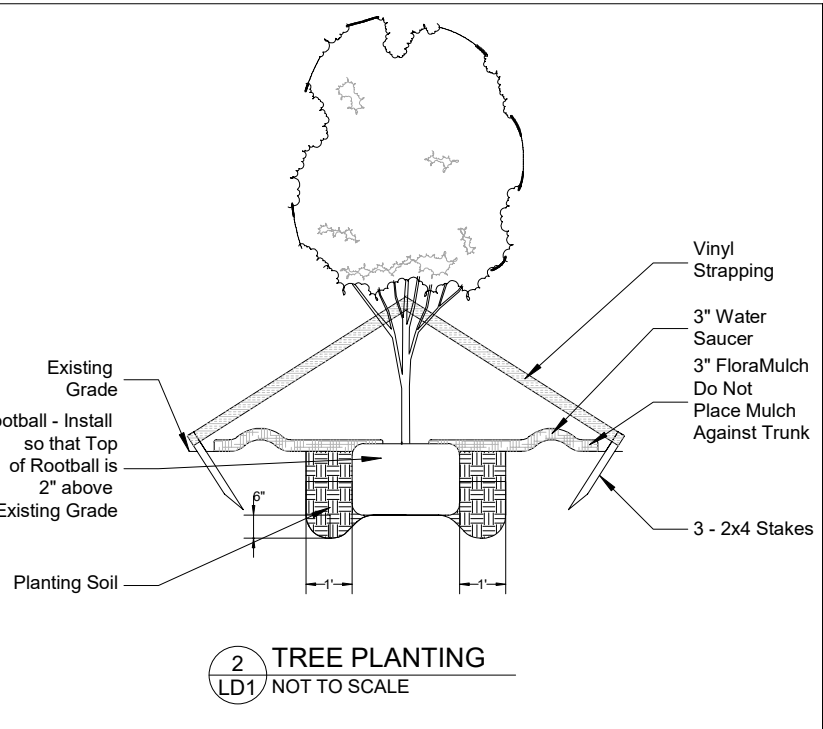 Vinyl
Strapping
3" Water
Saucer
3" FloraMulch
Do Not
Place Mulch
Against Trunk
3 - 2x4 Stakes
Existing
Grade
ootball - Install
so that Top
of Rootball is
2" above
Existing Grade
Planting Soil
6"
1'
1'
2
LD1
TREE PLANTING
NOT TO SCALE